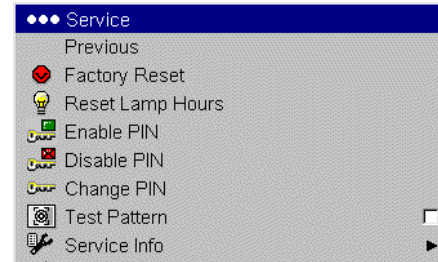 Service
Previous
Factory Reset
Reset Lamp Hours
Enable PIN
Disable PIN
Change PIN
Test Pattern
Service Info